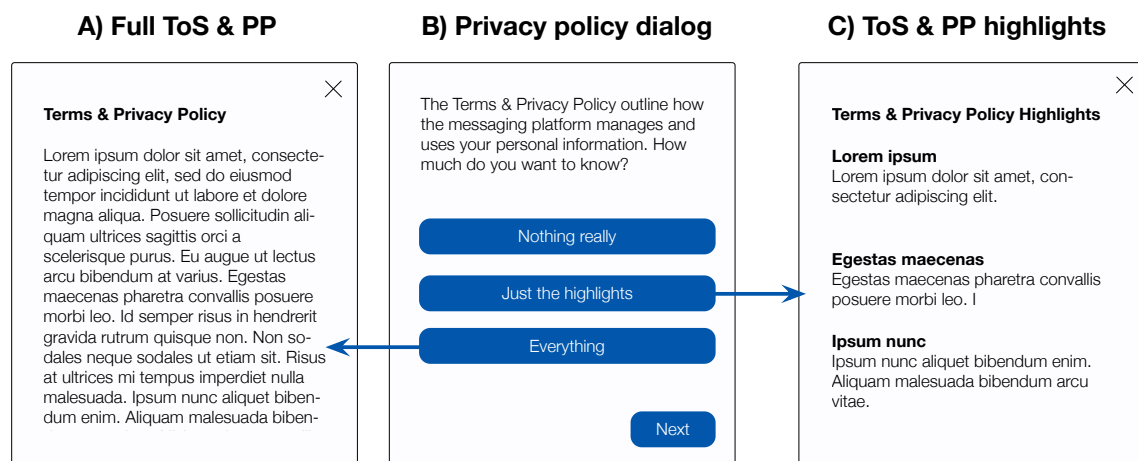 A) Full ToS & PP
Terms & Privacy Policy
Lorem ipsum dolor sit amet, consecte-
tur adipiscing elit, sed do eiusmod
tempor incididunt ut labore et dolore
magna aliqua. Posuere sollicitudin ali-
quam ultrices sagittis orci a
scelerisque purus. Eu augue ut lectus
arcu bibendum at varius. Egestas
maecenas pharetra convallis posuere
morbi leo. Id semper risus in hendrerit
gravida rutrum quisque non. Non so-
dales neque sodales ut etiam sit. Risus
at ultrices mi tempus imperdiet nulla
malesuada. Ipsum nunc aliquet biben-
dum enim. Aliquam malesuada biben-
B) Privacy policy dialog
The Terms & Privacy Policy outline how
the messaging platform manages and
uses your personal information. How
much do you want to know?
Nothing really
Just the highlights
Everything
Next
C) ToS & PP highlights
Terms & Privacy Policy Highlights
Lorem ipsum
Lorem ipsum dolor sit amet, con-
sectetur adipiscing elit.
Egestas maecenas
Egestas maecenas pharetra convallis
posuere morbi leo. I
Ipsum nunc
Ipsum nunc aliquet bibendum enim.
Aliquam malesuada bibendum arcu
vitae.